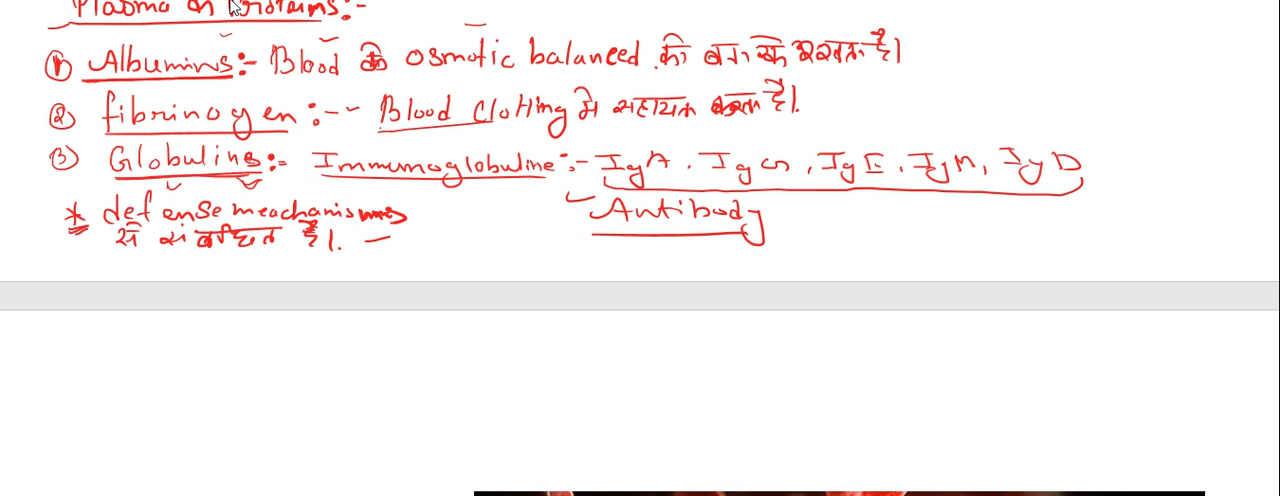 Plasma के Proteins:-
① Albumins:- Blood के osmotic balanced को बनाके रखता है।
② fibrinogen:-- Blood Clotting में सहायता करता है।
③ Globulins:- Immunoglobuline:- IgA, IgG, IgE, IgM, IgD
Antibody
* defense meachanisms
से संबंधित है। -